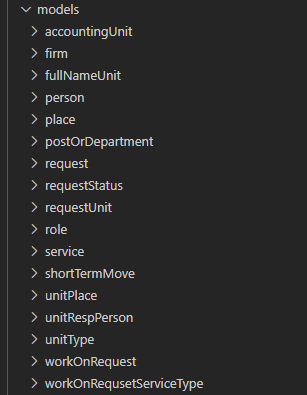 models
accountingUnit
firm
fullNameUnit
person
place
postOrDepartment
request
requestStatus
requestUnit
role
service
shortTermMove
unitPlace
unitRespPerson
unitType
workOnRequest
workOnRequsetServiceType